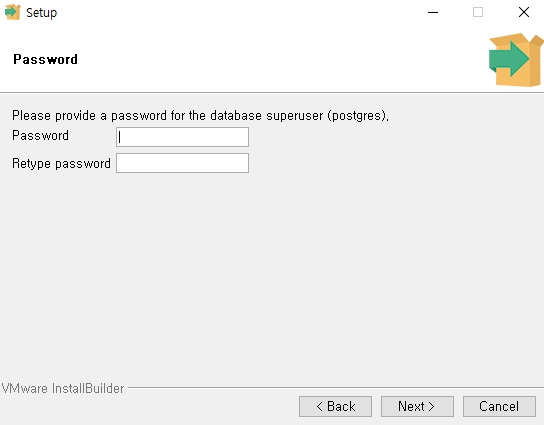 Setup
Password
Please provide a password for the database superuser (postgres).
Password
Retype password
VMware InstallBuilder
< Back
Next >
Cancel